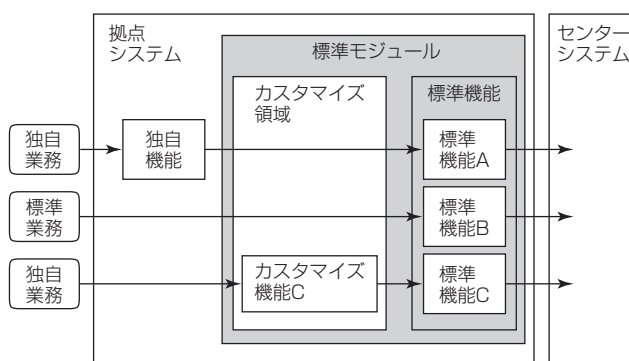 拠点
システム
標準モジュール
センター
システム
カスタマイズ
領域
標準機能
独自
業務
独自
機能
標準
機能A
標準
業務
標準
機能B
独自
業務
カスタマイズ
機能C
標準
機能C